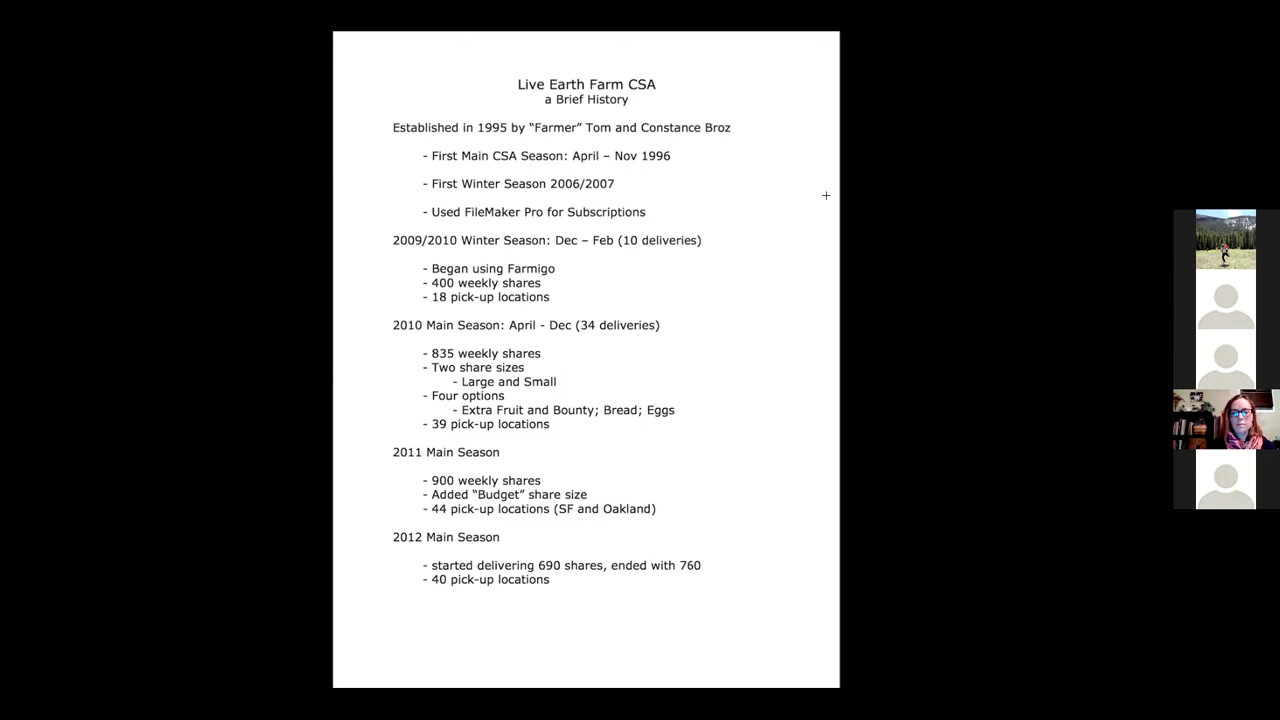 Live Earth Farm CSA
a Brief History
Established in 1995 by “Farmer” Tom and Constance Broz
- First Main CSA Season: April – Nov 1996
- First Winter Season 2006/2007
- Used FileMaker Pro for Subscriptions
2009/2010 Winter Season: Dec – Feb (10 deliveries)
- Began using Farmigo
- 400 weekly shares
- 18 pick-up locations
2010 Main Season: April - Dec (34 deliveries)
- 835 weekly shares
- Two share sizes
- Large and Small
- Four options
- Extra Fruit and Bounty; Bread; Eggs
- 39 pick-up locations
2011 Main Season
- 900 weekly shares
- Added “Budget” share size
- 44 pick-up locations (SF and Oakland)
2012 Main Season
- started delivering 690 shares, ended with 760
- 40 pick-up locations